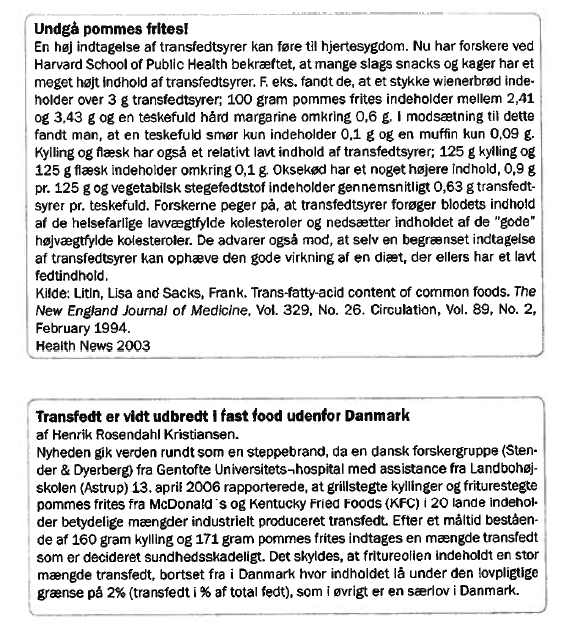 Undgå pommes frites!
En høj indtagelse af transfedtsyrer kan føre til hjertesygdom. Nu har forskere ved
Harvard School of Public Health bekræftet, at mange slags snacks og kager har et
meget højt indhold af transfedtsyrer. F. eks. fandt de, at et stykke wienerbrød inde-
holder over 3 g transfedtsyrer; 100 gram pommes frites indeholder mellem 2,41
og 3,43 g og en teskefuld hård margarine omkring 0,6 g. I modsætning til dette
fandt man, at en teskefuld smør kun indeholder 0,1 g og en muffin kun 0,09 g.
Kylling og flæsk har også et relativt lavt indhold af transfedtsyrer; 125 g kylling og
125 g flæsk indeholder omkring 0,1 g. Oksekød har et noget højere indhold, 0,9 g
pr. 125 g og vegetabilsk stegefedtstof indeholder gennemsnitligt 0,63 g transfedt-
syrer pr. teskefuld. Forskerne peger på, at transfedtsyrer forøger blodets indhold
af de helsefarlige lavvægtfylde kolesteroler og nedsætter indholdet af de "gode"
højvægtfylde kolesteroler. De advarer også mod, at selv en begrænset indtagelse
af transfedtsyrer kan ophæve den gode virkning af en diæt, der ellers har et lavt
fedtindhold.
Kilde: Litin, Lisa and Sacks, Frank. Trans-fatty-acid content of common foods. The
New England Journal of Medicine, Vol. 329, No. 26. Circulation, Vol. 89, No. 2,
February 1994.
Health News 2003
Transfedt er vidt udbredt i fast food udenfor Danmark
af Henrik Rosendahl Kristiansen.
Nyheden gik verden rundt som en steppebrand, da en dansk forskergruppe (Sten-
der & Dyerberg) fra Gentofte Universitets¬hospital med assistance fra Landbohøj-
skolen (Astrup) 13. april 2006 rapporterede, at grillstegte kyllinger og friturestegte
pommes frites fra McDonald´s og Kentucky Fried Foods (KFC) i 20 lande indehol-
der betydelige mængder industrielt produceret transfedt. Efter et måltid beståen-
de af 160 gram kylling og 171 gram pommes frites indtages en mængde transfedt
som er decideret sundhedsskadeligt. Det skyldes, at fritureolien indeholdt en stor
mængde transfedt, bortset fra i Danmark hvor indholdet lå under den lovpligtige
grænse på 2% (transfedt i % af total fedt), som i øvrigt er en særlov i Danmark.